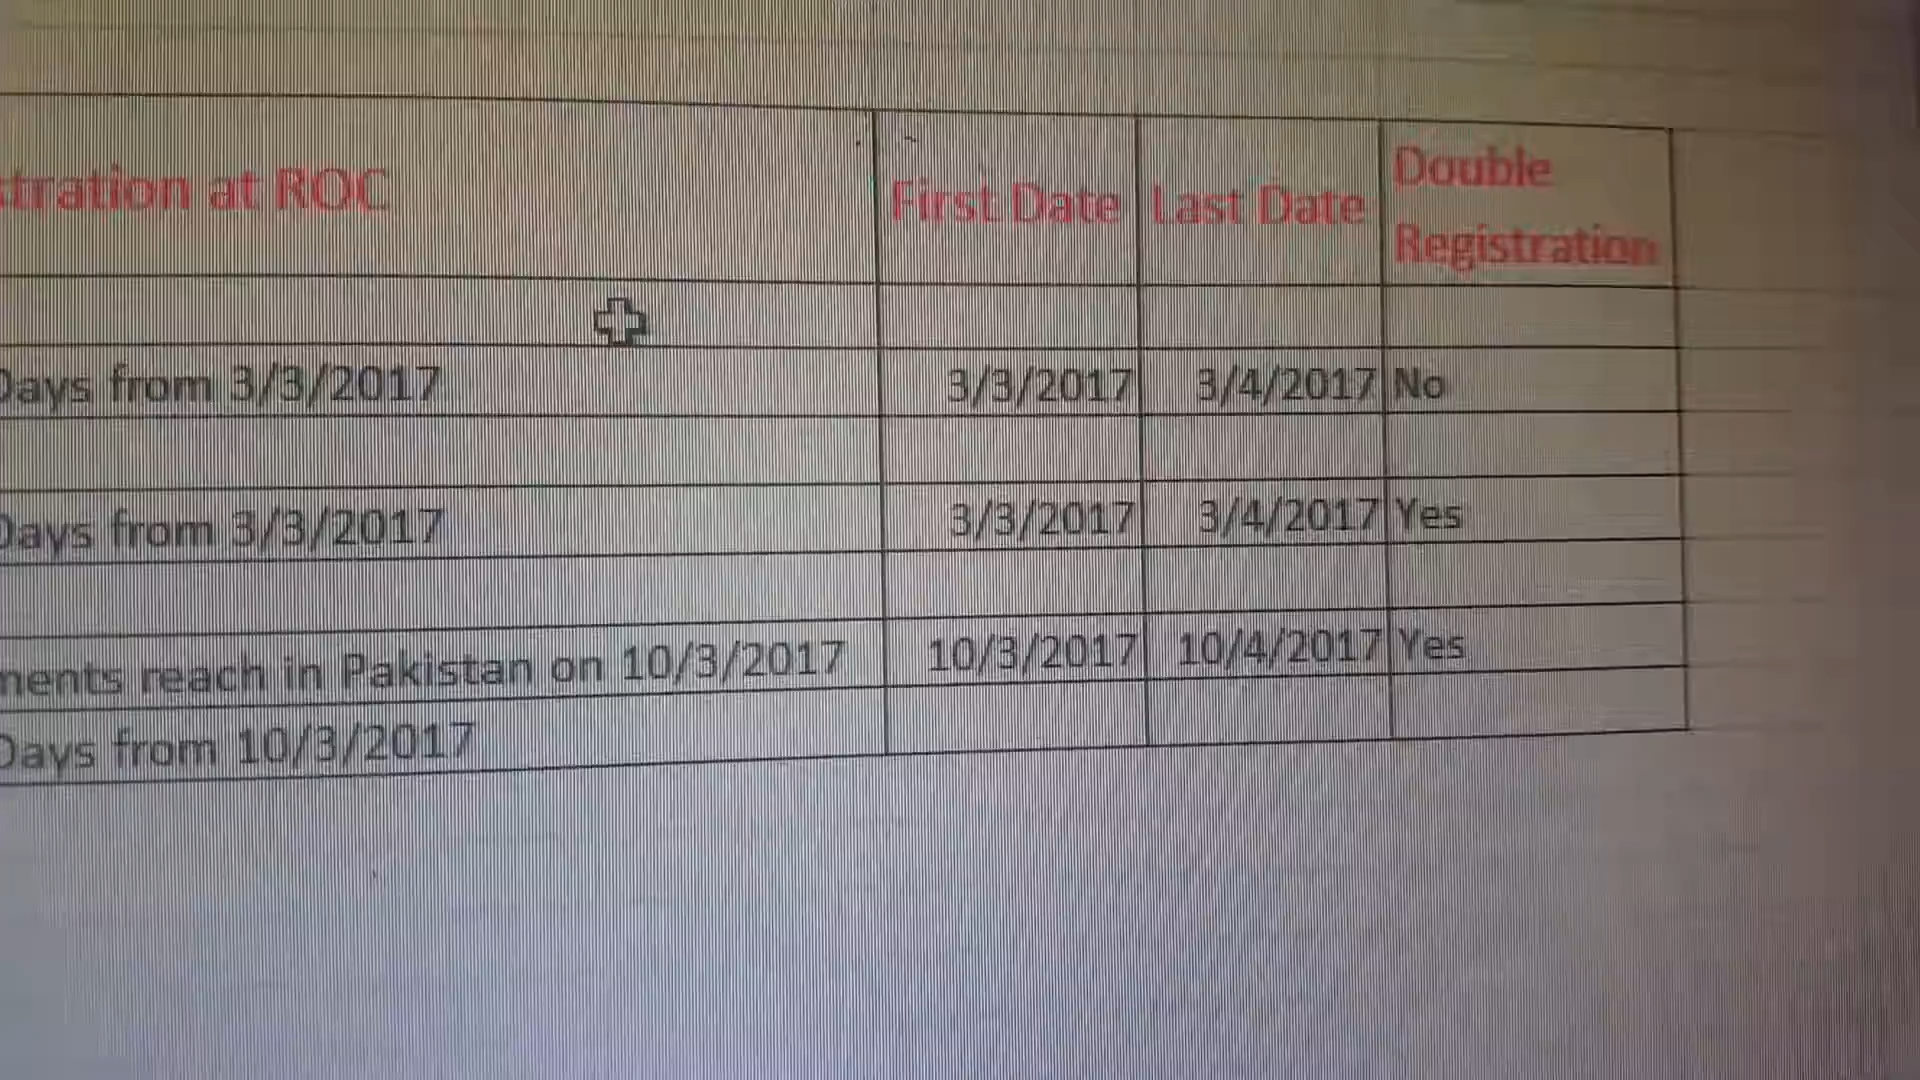 stration at ROC First Date Last Date Double
Registration
Days from 3/3/2017 3/3/2017 3/4/2017 No
Days from 3/3/2017 3/3/2017 3/4/2017 Yes
ments reach in Pakistan on 10/3/2017 10/3/2017 10/4/2017 Yes
Days from 10/3/2017